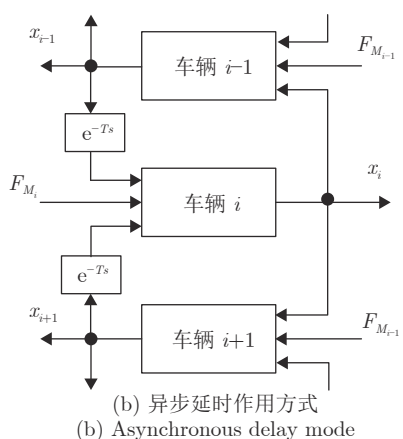 x_{i-1}
车辆 i-1
F_{M_{i-1}}
e^{-Ts}
F_{M_i}
车辆 i
x_i
e^{-Ts}
x_{i+1}
车辆 i+1
F_{M_{i-1}}
(b) 异步延时作用方式
(b) Asynchronous delay mode